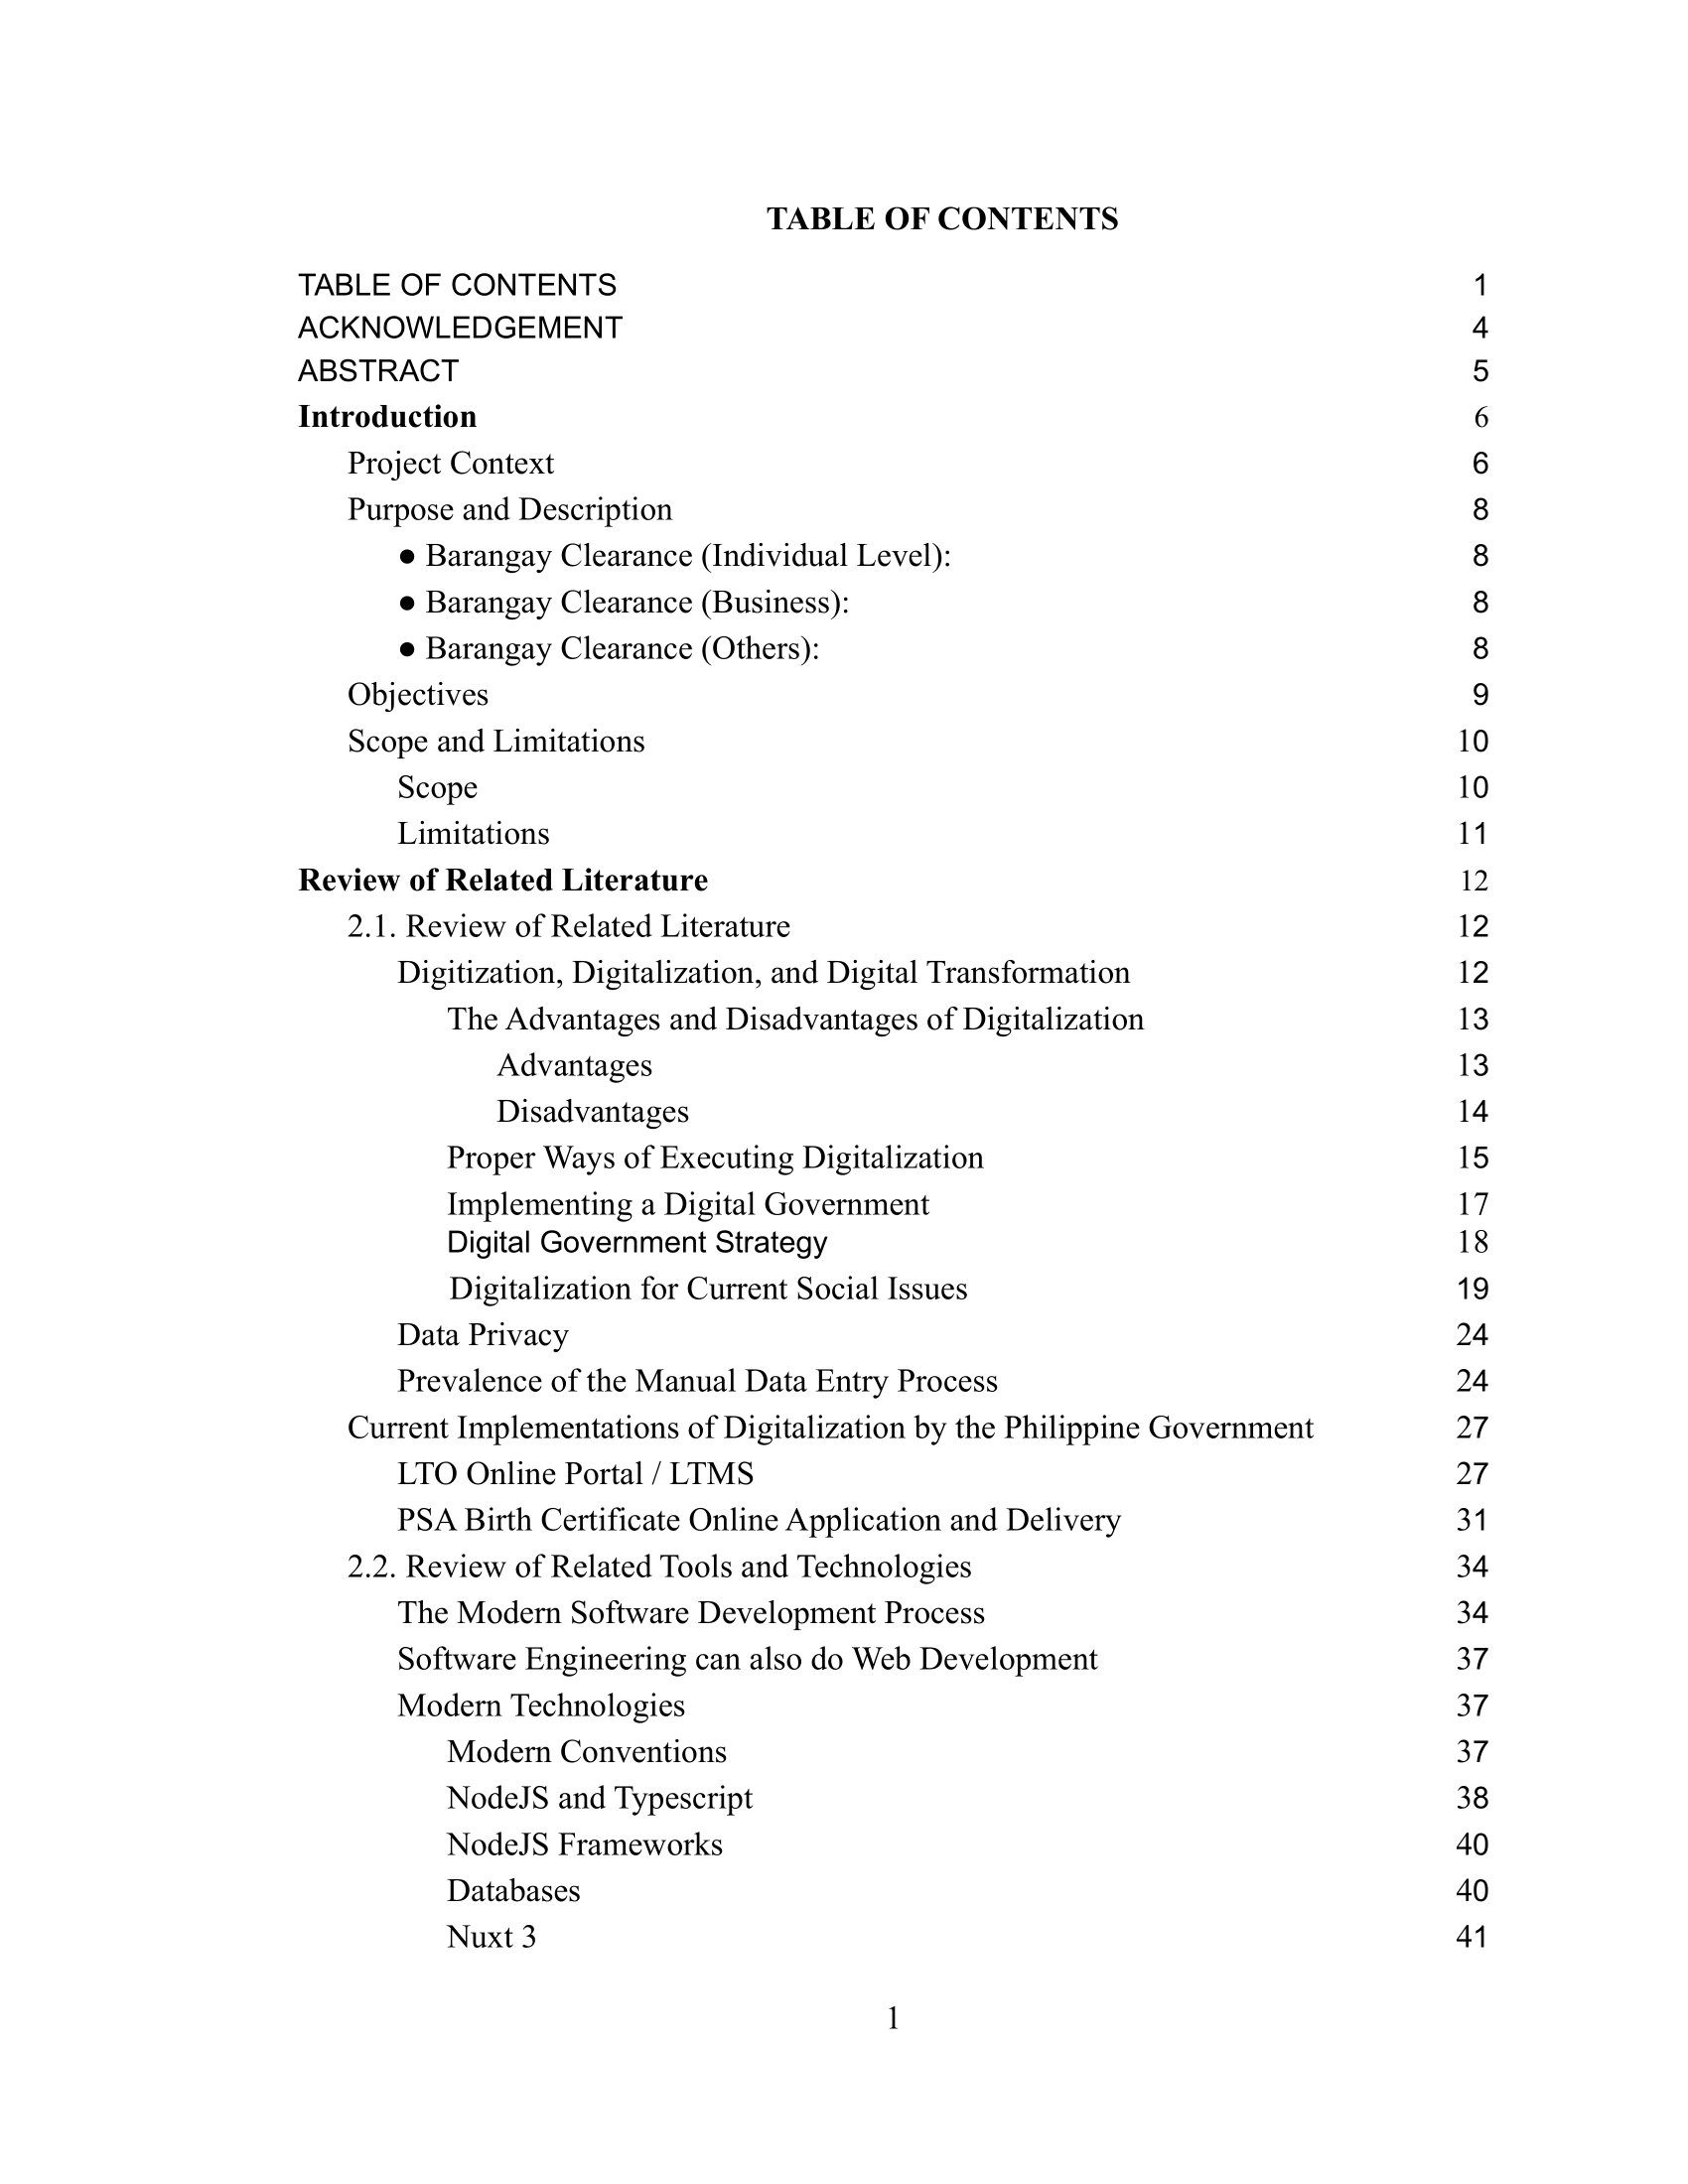 TABLE OF CONTENTS
TABLE OF CONTENTS 1
ACKNOWLEDGEMENT 4
ABSTRACT 5
Introduction 6
Project Context 6
Purpose and Description 8
● Barangay Clearance (Individual Level): 8
● Barangay Clearance (Business): 8
● Barangay Clearance (Others): 8
Objectives 9
Scope and Limitations 10
Scope 10
Limitations 11
Review of Related Literature 12
2.1. Review of Related Literature 12
Digitization, Digitalization, and Digital Transformation 12
The Advantages and Disadvantages of Digitalization 13
Advantages 13
Disadvantages 14
Proper Ways of Executing Digitalization 15
Implementing a Digital Government 17
Digital Government Strategy 18
Digitalization for Current Social Issues 19
Data Privacy 24
Prevalence of the Manual Data Entry Process 24
Current Implementations of Digitalization by the Philippine Government 27
LTO Online Portal / LTMS 27
PSA Birth Certificate Online Application and Delivery 31
2.2. Review of Related Tools and Technologies 34
The Modern Software Development Process 34
Software Engineering can also do Web Development 37
Modern Technologies 37
Modern Conventions 37
NodeJS and Typescript 38
NodeJS Frameworks 40
Databases 40
Nuxt 3 41
1